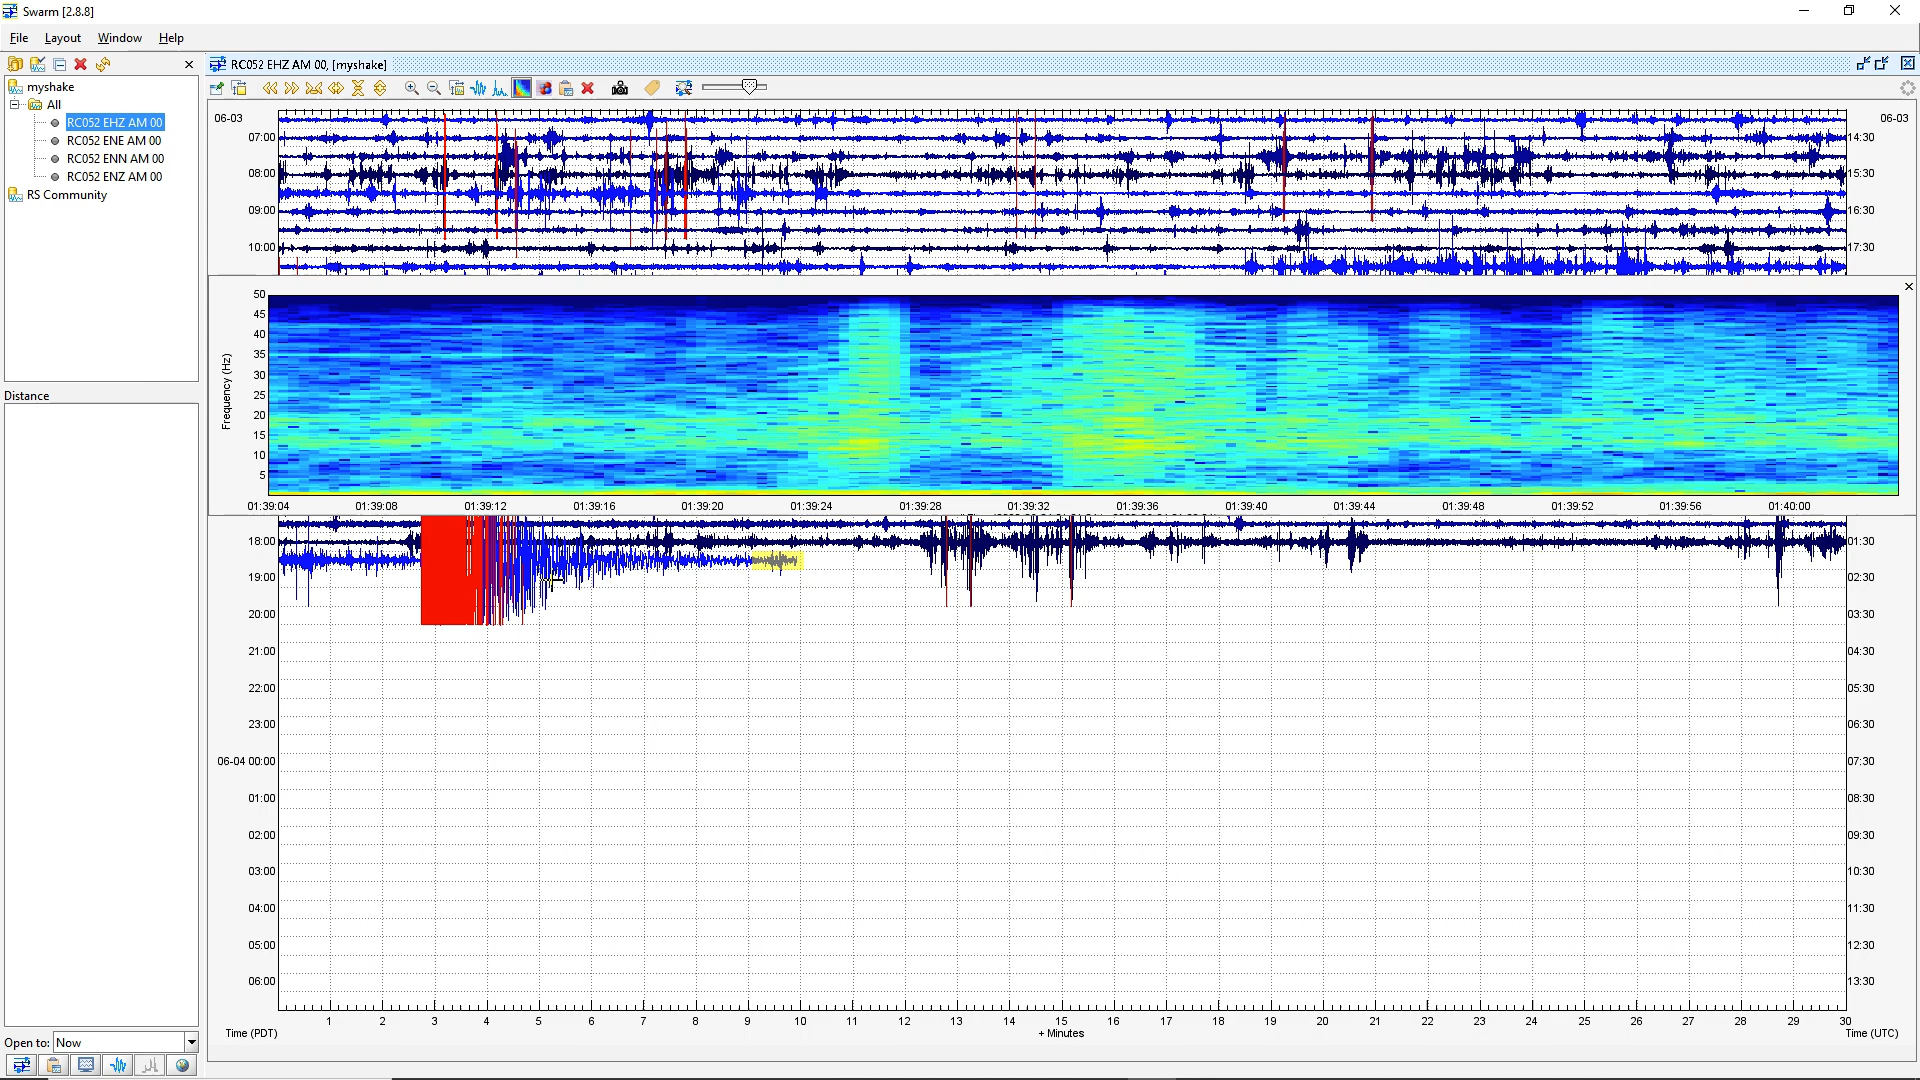 Swarm [2.8.8]
File Layout Window Help
myshake
All
RC052 EHZ AM 00
RC052 ENE AM 00
RC052 ENN AM 00
RC052 ENZ AM 00
RS Community
Distance
Open to: Now
RC052 EHZ AM 00, [myshake]
06-03 06-03
07:00 14:30
08:00 15:30
09:00 16:30
10:00 17:30
Frequency (Hz)
50
45
40
35
30
25
20
15
10
5
01:39:04 01:39:08 01:39:12 01:39:16 01:39:20 01:39:24 01:39:28 01:39:32 01:39:36 01:39:40 01:39:44 01:39:48 01:39:52 01:39:56 01:40:00
18:00 01:30
19:00 02:30
20:00 03:30
21:00 04:30
22:00 05:30
23:00 06:30
06-04 00:00 07:30
01:00 08:30
02:00 09:30
03:00 10:30
04:00 11:30
05:00 12:30
06:00 13:30
1 2 3 4 5 6 7 8 9 10 11 12 13 14 15 16 17 18 19 20 21 22 23 24 25 26 27 28 29 30
Time (PDT) + Minutes Time (UTC)